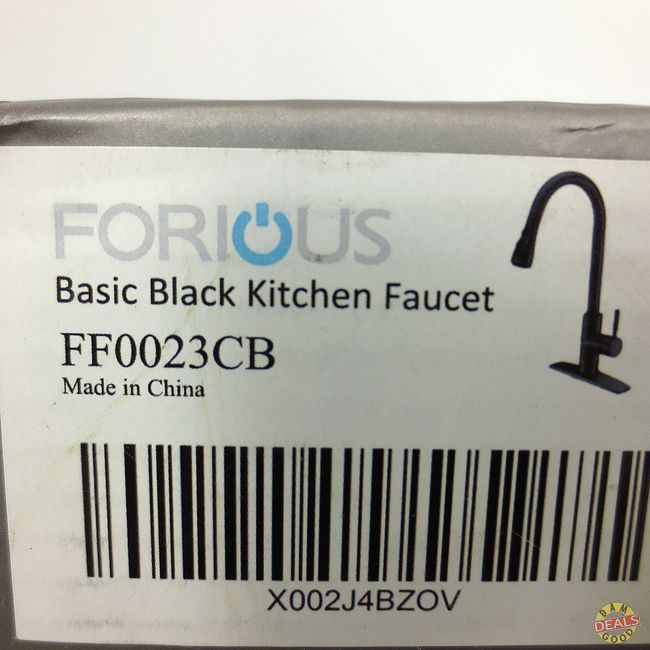 FORIOUS
Basic Black Kitchen Faucet
FF0023CB
Made in China
X002J4BZOV
DAM
DEALS
GOOD